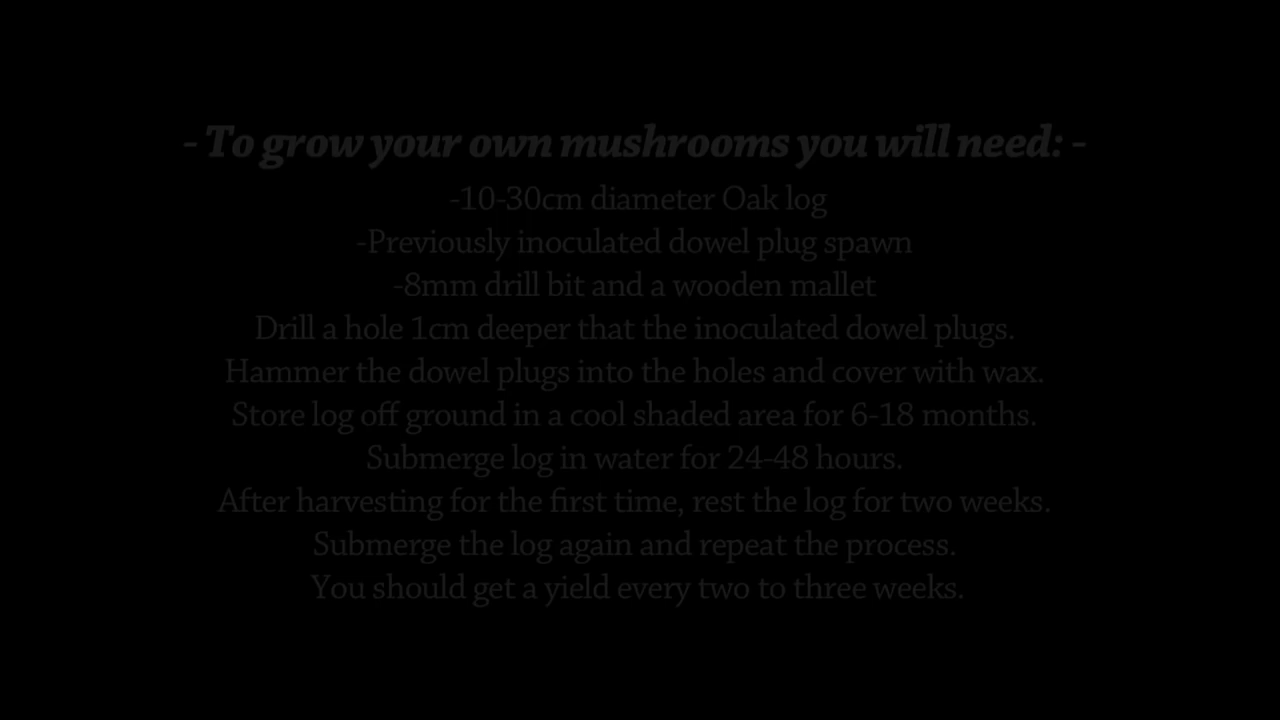 - To grow your own mushrooms you will need: -
-10-30cm diameter Oak log
-Previously inoculated dowel plug spawn
-8mm drill bit and a wooden mallet
Drill a hole 1cm deeper that the inoculated dowel plugs.
Hammer the dowel plugs into the holes and cover with wax.
Store log off ground in a cool shaded area for 6-18 months.
Submerge log in water for 24-48 hours.
After harvesting for the first time, rest the log for two weeks.
Submerge the log again and repeat the process.
You should get a yield every two to three weeks.